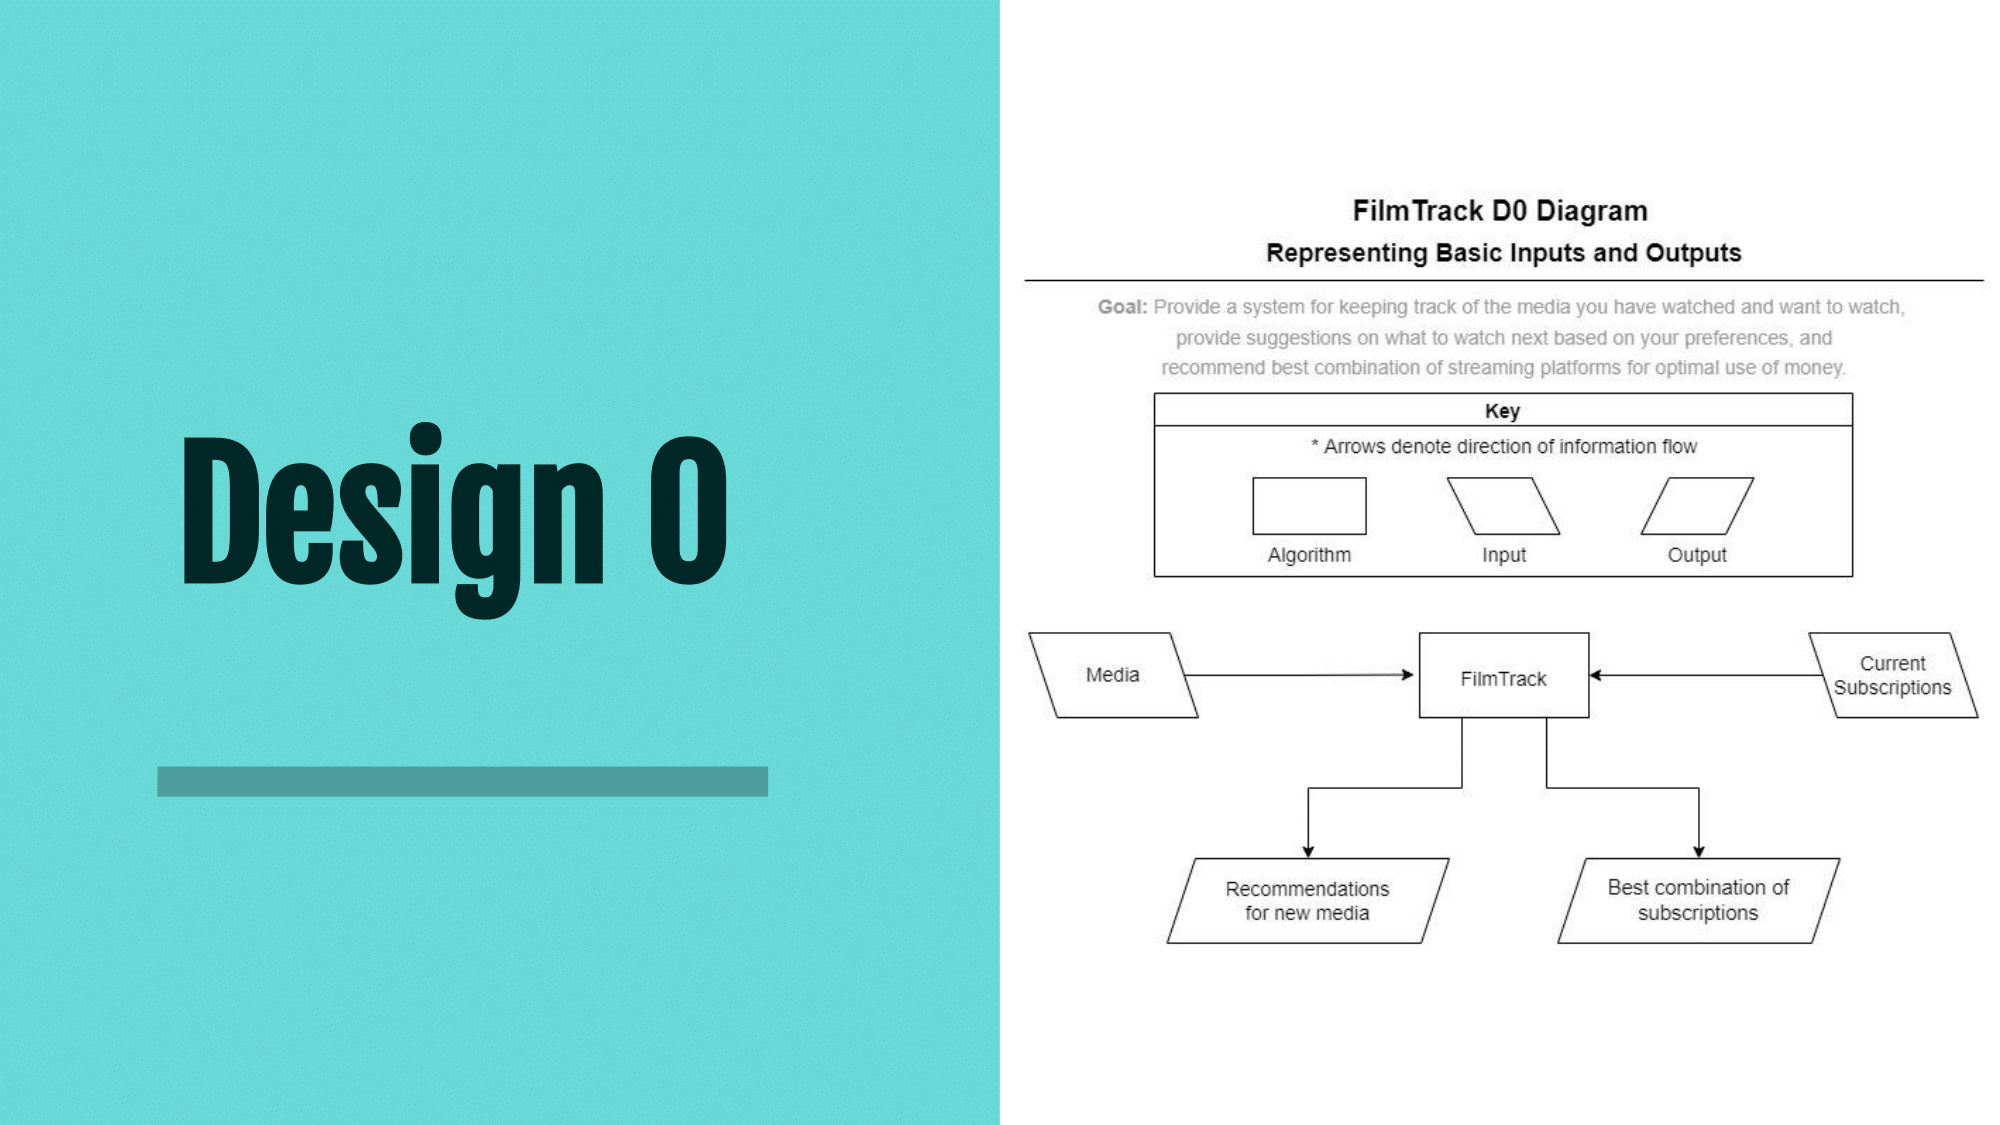 Design 0
FilmTrack D0 Diagram
Representing Basic Inputs and Outputs
Goal: Provide a system for keeping track of the media you have watched and want to watch,
provide suggestions on what to watch next based on your preferences, and
recommend best combination of streaming platforms for optimal use of money.
Key
* Arrows denote direction of information flow
Algorithm
Input
Output
Media
FilmTrack
Current
Subscriptions
Recommendations
for new media
Best combination of
subscriptions